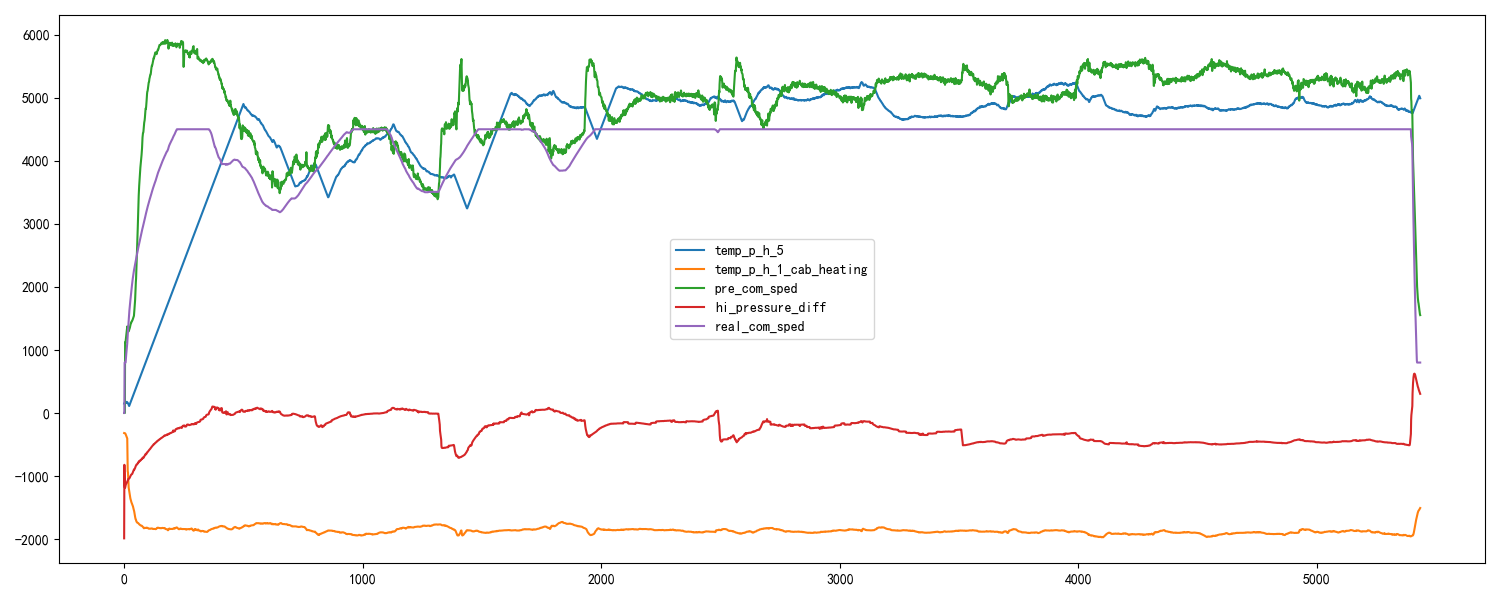 6000
5000
4000
3000
2000
1000
0
−1000
−2000
temp_p_h_5
temp_p_h_1_cab_heating
pre_com_sped
hi_pressure_diff
real_com_sped
0 1000 2000 3000 4000 5000